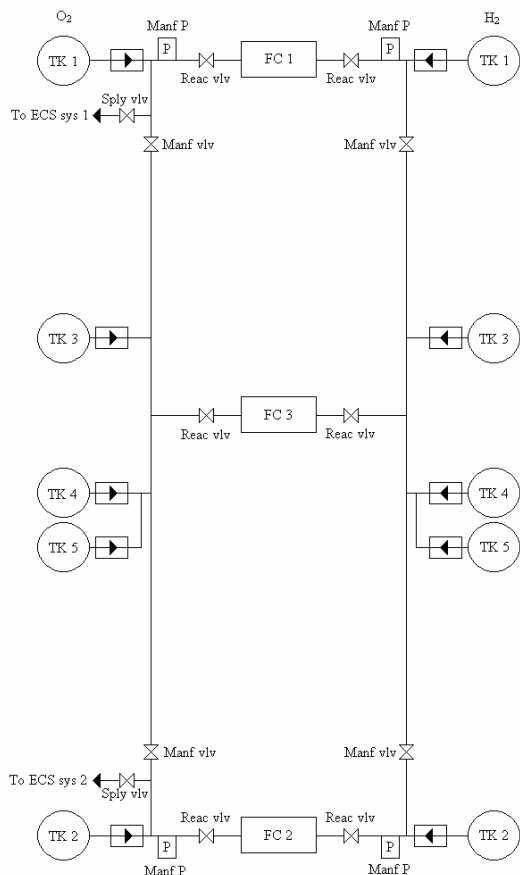 O₂
H₂
Manf P
Manf P
TK 1
P
FC 1
P
TK 1
Reac vlv
Reac vlv
Sply vlv
To ECS sys 1
Manf vlv
Manf vlv
TK 3
TK 3
FC 3
Reac vlv
Reac vlv
TK 4
TK 4
TK 5
TK 5
Manf vlv
Manf vlv
To ECS sys 2
Sply vlv
Reac vlv
Reac vlv
TK 2
P
FC 2
P
TK 2
Manf P
Manf P